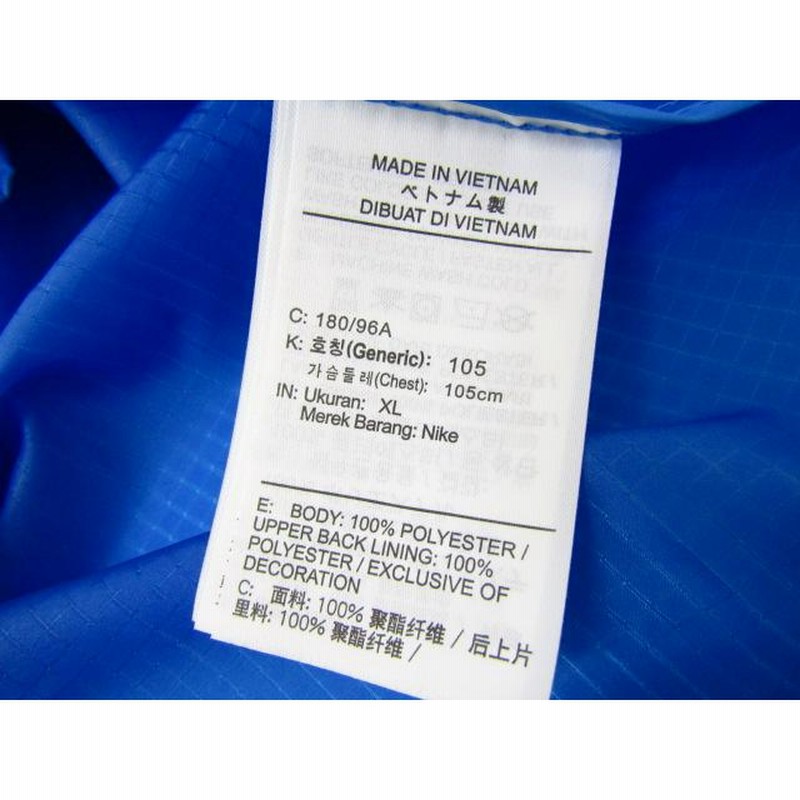 MADE IN VIETNAM
ベトナム製
DIBUAT DI VIETNAM
C: 180/96A
K: 호칭(Generic): 105
가슴둘레(Chest): 105cm
IN: Ukuran: XL
Merek Barang: Nike
E: BODY: 100% POLYESTER /
UPPER BACK LINING: 100%
POLYESTER / EXCLUSIVE OF
DECORATION
C: 面料: 100% 聚酯纤维 / 后上片
里料: 100% 聚酯纤维 /